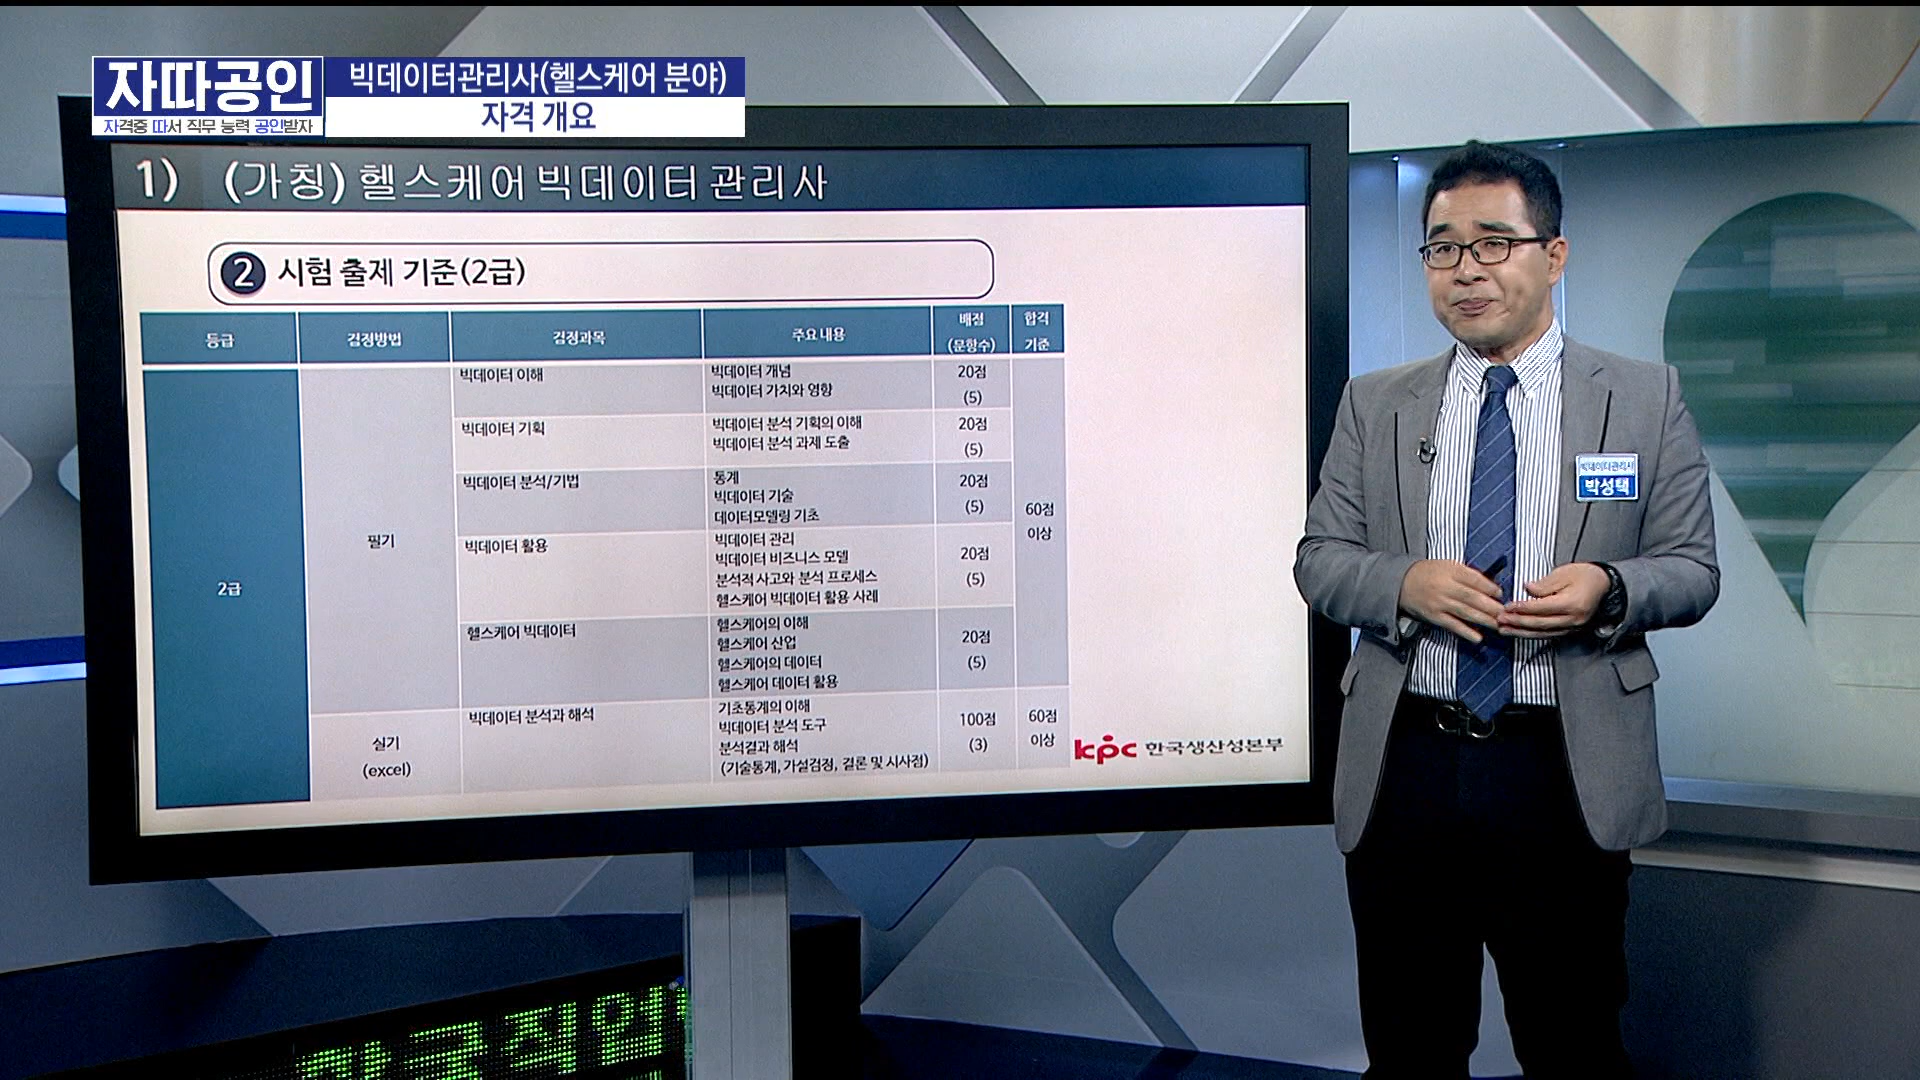 자따공인
자격증 따서 직무 능력 공인받자
빅데이터관리사(헬스케어 분야)
자격 개요
1) (가칭) 헬스케어 빅데이터 관리사
2 시험 출제 기준(2급)
등급 검정방법 검정과목 주요 내용 배점 (문항수) 합격 기준
2급
필기
빅데이터 이해
빅데이터 개념
빅데이터 가치와 영향
20점
(5)
빅데이터 기획
빅데이터 분석 기획의 이해
빅데이터 분석 과제 도출
20점
(5)
빅데이터 분석/기법
통계
빅데이터 기술
데이터모델링 기초
20점
(5)
빅데이터 활용
빅데이터 관리
빅데이터 비즈니스 모델
분석적 사고와 분석 프로세스
헬스케어 빅데이터 활용 사례
20점
(5)
헬스케어 빅데이터
헬스케어의 이해
헬스케어 산업
헬스케어의 데이터
헬스케어 데이터 활용
20점
(5)
60점
이상
실기
(excel)
빅데이터 분석과 해석
기초통계의 이해
빅데이터 분석 도구
분석결과 해석
(기술통계, 가설검정, 결론 및 시사점)
100점
(3)
60점
이상
kpc 한국생산성본부
빅데이터관리사
박성택
한국직업